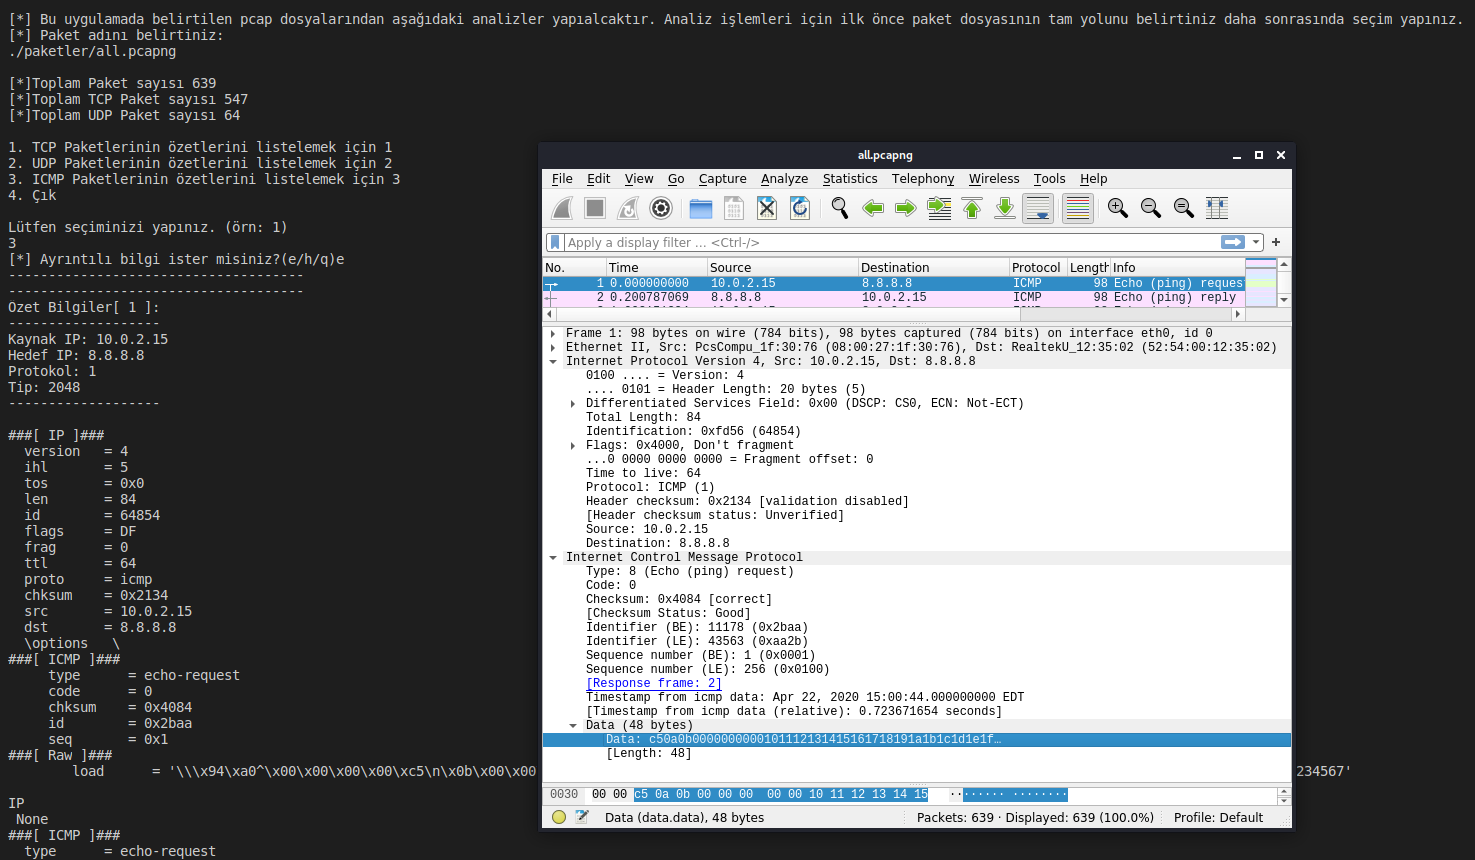 [*] Bu uygulamada belirtilen pcap dosyalarından aşağıdaki analizler yapıalcaktır. Analiz işlemleri için ilk önce paket dosyasının tam yolunu belirtiniz daha sonrasında seçim yapınız.
[*] Paket adını belirtiniz:
./paketler/all.pcapng
[*]Toplam Paket sayısı 639
[*]Toplam TCP Paket sayısı 547
[*]Toplam UDP Paket sayısı 64
1. TCP Paketlerinin özetlerini listelemek için 1
2. UDP Paketlerinin özetlerini listelemek için 2
3. ICMP Paketlerinin özetlerini listelemek için 3
4. Çık
Lütfen seçiminizi yapınız. (örn: 1)
3
[*] Ayrıntılı bilgi ister misiniz?(e/h/q)e
-------------------------------------
-------------------------------------
Özet Bilgiler[ 1 ]:
-------------------
Kaynak IP: 10.0.2.15
Hedef IP: 8.8.8.8
Protokol: 1
Tip: 2048
-------------------
###[ IP ]###
version = 4
ihl = 5
tos = 0x0
len = 84
id = 64854
flags = DF
frag = 0
ttl = 64
proto = icmp
chksum = 0x2134
src = 10.0.2.15
dst = 8.8.8.8
\options \
###[ ICMP ]###
type = echo-request
code = 0
chksum = 0x4084
id = 0x2baa
seq = 0x1
###[ Raw ]###
load = '\\\x94\xa0^\x00\x00\x00\x00\xc5\n\x0b\x00\x00
234567'
IP
None
###[ ICMP ]###
type = echo-request
all.pcapng
File Edit View Go Capture Analyze Statistics Telephony Wireless Tools Help
Apply a display filter ... <Ctrl-/>
No. Time Source Destination Protocol Length Info
1 0.000000000 10.0.2.15 8.8.8.8 ICMP 98 Echo (ping) reques
2 0.200787069 8.8.8.8 10.0.2.15 ICMP 98 Echo (ping) reply
Frame 1: 98 bytes on wire (784 bits), 98 bytes captured (784 bits) on interface eth0, id 0
Ethernet II, Src: PcsCompu_1f:30:76 (08:00:27:1f:30:76), Dst: RealtekU_12:35:02 (52:54:00:12:35:02)
Internet Protocol Version 4, Src: 10.0.2.15, Dst: 8.8.8.8
0100 .... = Version: 4
.... 0101 = Header Length: 20 bytes (5)
Differentiated Services Field: 0x00 (DSCP: CS0, ECN: Not-ECT)
Total Length: 84
Identification: 0xfd56 (64854)
Flags: 0x4000, Don't fragment
...0 0000 0000 0000 = Fragment offset: 0
Time to live: 64
Protocol: ICMP (1)
Header checksum: 0x2134 [validation disabled]
[Header checksum status: Unverified]
Source: 10.0.2.15
Destination: 8.8.8.8
Internet Control Message Protocol
Type: 8 (Echo (ping) request)
Code: 0
Checksum: 0x4084 [correct]
[Checksum Status: Good]
Identifier (BE): 11178 (0x2baa)
Identifier (LE): 43563 (0xaa2b)
Sequence number (BE): 1 (0x0001)
Sequence number (LE): 256 (0x0100)
[Response frame: 2]
Timestamp from icmp data: Apr 22, 2020 15:00:44.000000000 EDT
[Timestamp from icmp data (relative): 0.723671654 seconds]
Data (48 bytes)
Data: c50a0b0000000000101112131415161718191a1b1c1d1e1f…
[Length: 48]
0030 00 00 c5 0a 0b 00 00 00 00 00 10 11 12 13 14 15 ·· ······ ········
Data (data.data), 48 bytes
Packets: 639 · Displayed: 639 (100.0%)
Profile: Default